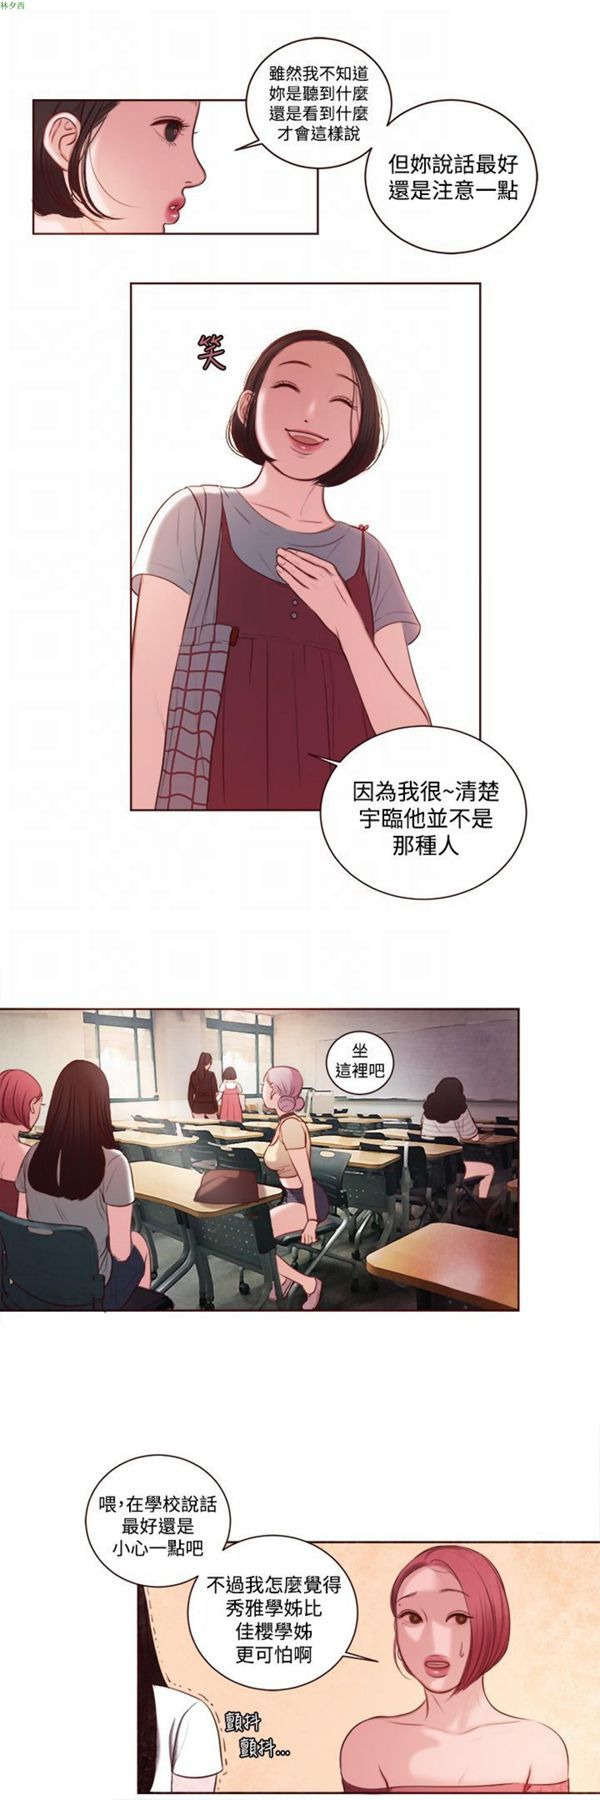 林夕西
雖然我不知道
妳是聽到什麼
還是看到什麼
才會這樣說
但妳說話最好
還是注意一點
笑
因為我很~清楚
宇臨他並不是
那種人
坐
這裡吧
喂,在學校說話
最好還是
小心一點吧
不過我怎麼覺得
秀雅學姊比
佳櫻學姊
更可怕啊
顫抖
顫抖...